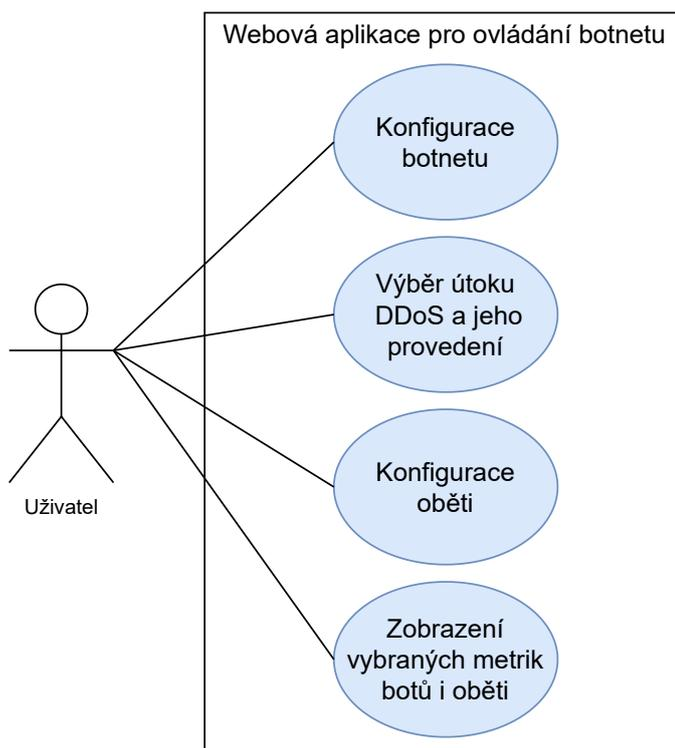 Webová aplikace pro ovládání botnetu
Konfigurace
botnetu
Výběr útoku
DDoS a jeho
provedení
Konfigurace
oběti
Zobrazení
vybraných metrik
botů i oběti
Uživatel